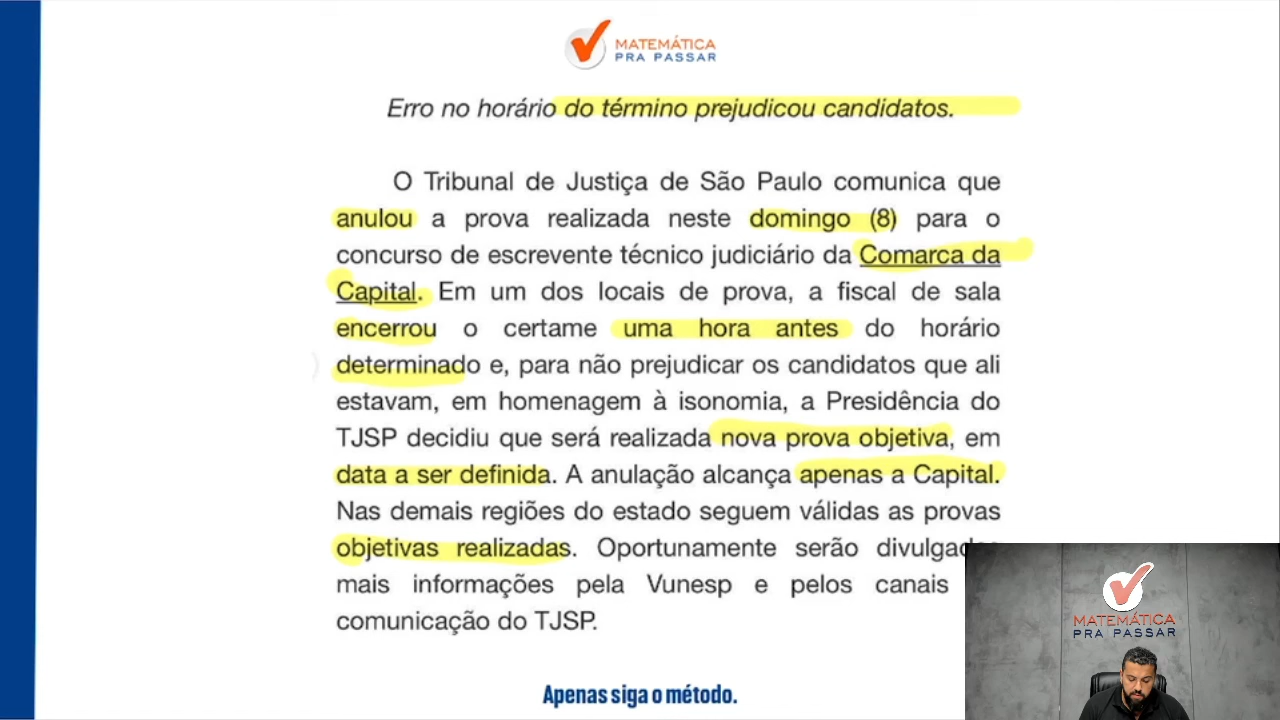 MATEMÁTICA
PRA PASSAR
Erro no horário do término prejudicou candidatos.
O Tribunal de Justiça de São Paulo comunica que
anulou a prova realizada neste domingo (8) para o
concurso de escrevente técnico judiciário da Comarca da
Capital. Em um dos locais de prova, a fiscal de sala
encerrou o certame uma hora antes do horário
determinado e, para não prejudicar os candidatos que ali
estavam, em homenagem à isonomia, a Presidência do
TJSP decidiu que será realizada nova prova objetiva, em
data a ser definida. A anulação alcança apenas a Capital.
Nas demais regiões do estado seguem válidas as provas
objetivas realizadas. Oportunamente serão
mais informações pela Vunesp e pelos canais
comunicação do TJSP.
MATEMÁTICA
PRA PASSAR
Apenas siga o método.